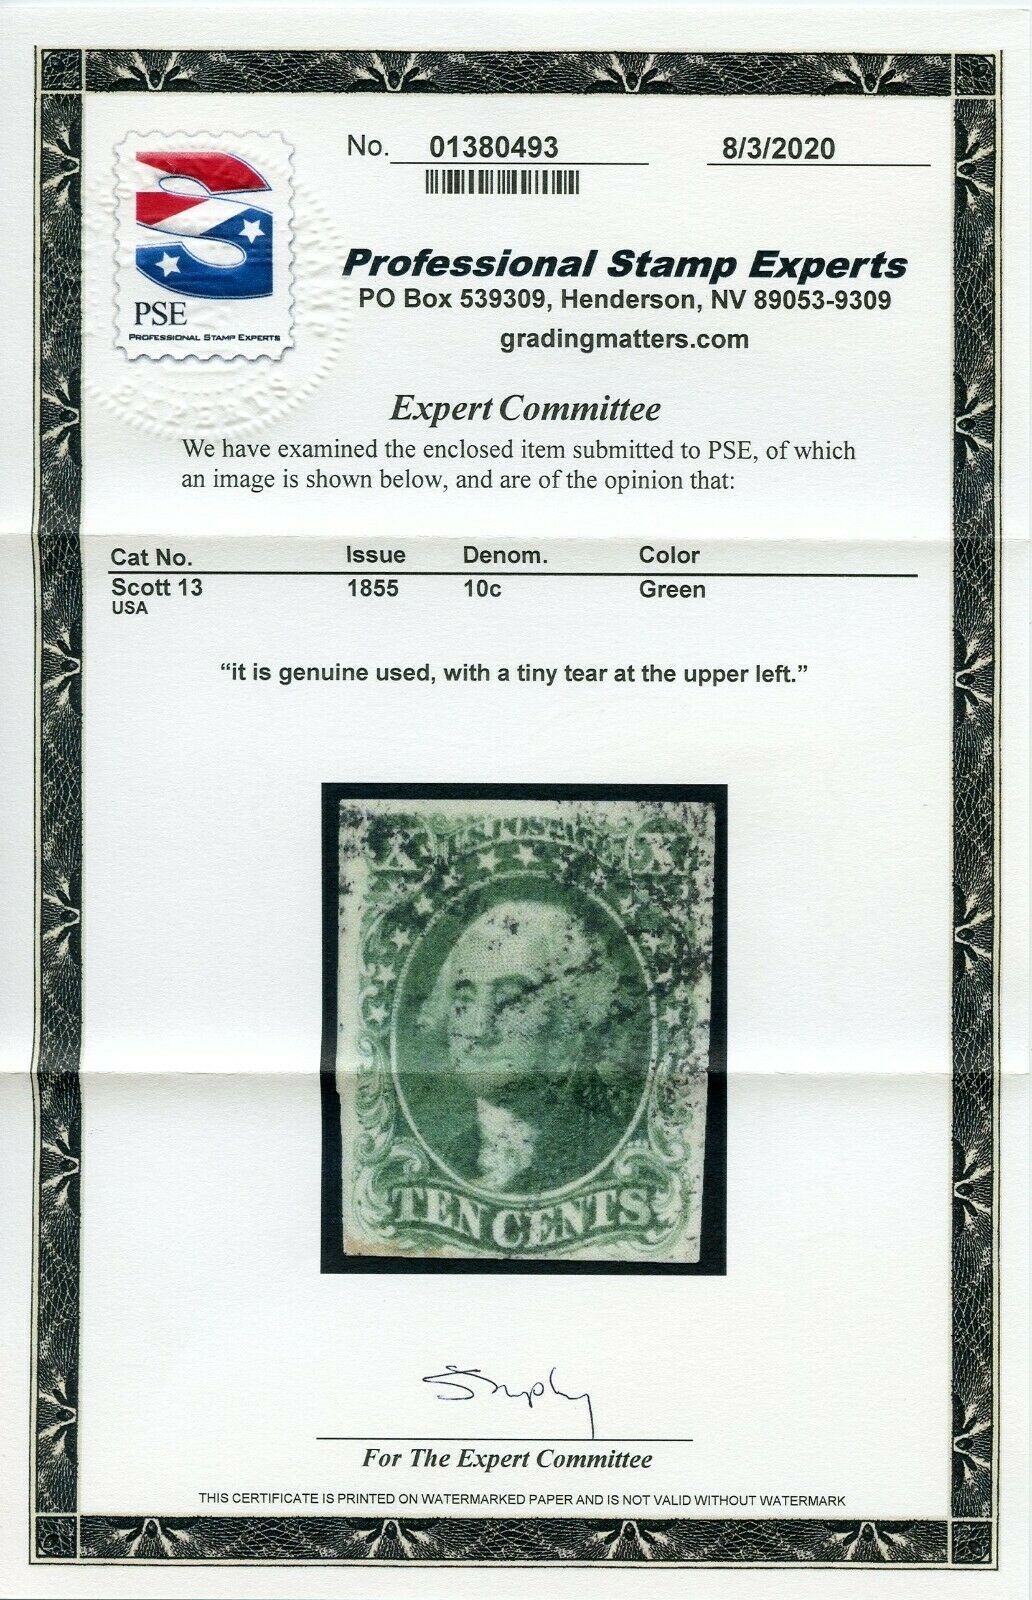 No. 01380493 8/3/2020
PSE
PROFESSIONAL STAMP EXPERTS
EXPERTS
Professional Stamp Experts
PO Box 539309, Henderson, NV 89053-9309
gradingmatters.com
Expert Committee
We have examined the enclosed item submitted to PSE, of which
an image is shown below, and are of the opinion that:
Cat No. Issue Denom. Color
Scott 13 1855 10c Green
USA
“it is genuine used, with a tiny tear at the upper left.”
X U.S. POSTAGE X
TEN CENTS
For The Expert Committee
THIS CERTIFICATE IS PRINTED ON WATERMARKED PAPER AND IS NOT VALID WITHOUT WATERMARK